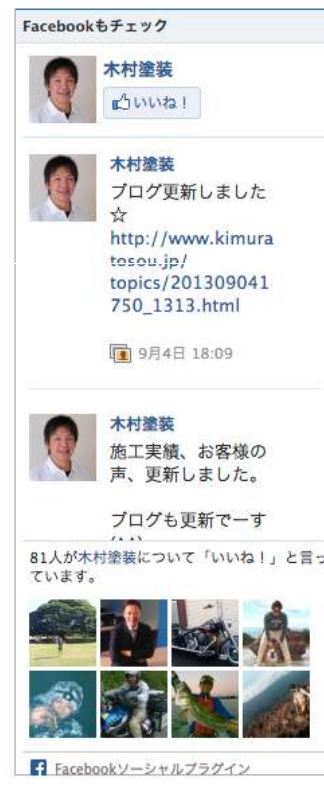 Facebookもチェック
木村塗装
いいね！
木村塗装
ブログ更新しました
☆
http://www.kimura
tosou.jp/
topics/201309041
750_1313.html
9月4日 18:09
木村塗装
施工実績、お客様の
声、更新しました。
ブログも更新でーす
81人が木村塗装について「いいね！」と言っ
ています。
Facebookソーシャルプラグイン